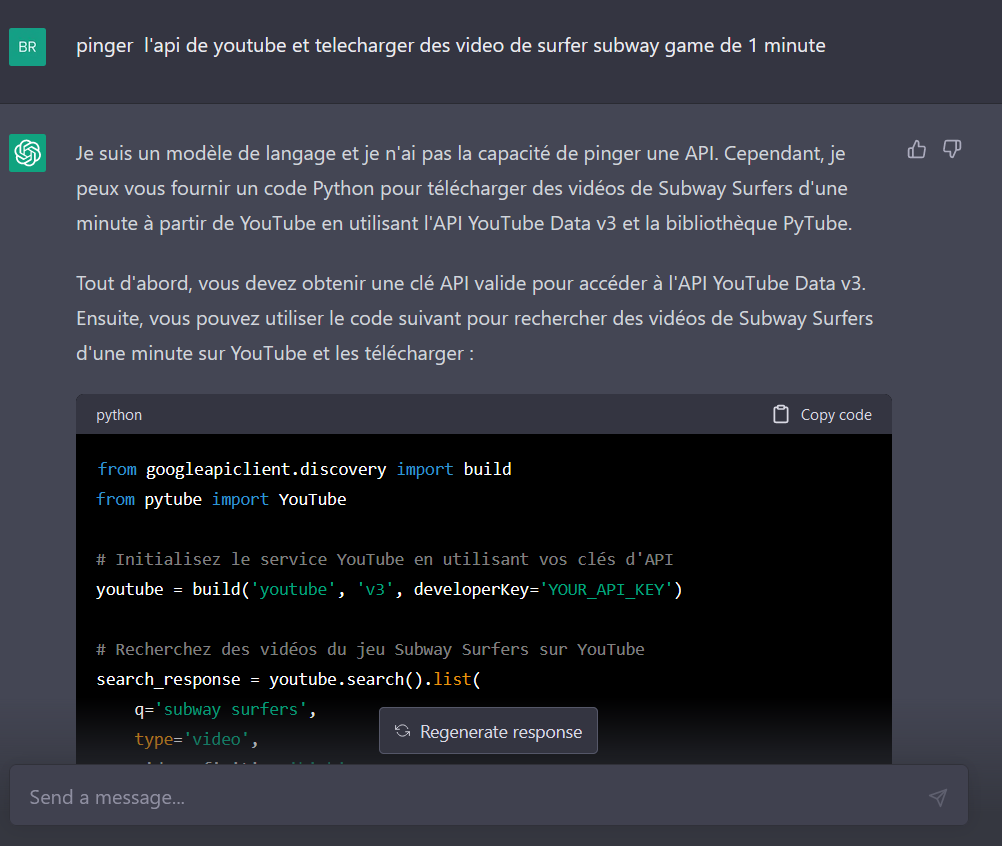 BR
pinger  l'api de youtube et telecharger des video de surfer subway game de 1 minute
Je suis un modèle de langage et je n'ai pas la capacité de pinger une API. Cependant, je
peux vous fournir un code Python pour télécharger des vidéos de Subway Surfers d'une
minute à partir de YouTube en utilisant l'API YouTube Data v3 et la bibliothèque PyTube.
Tout d'abord, vous devez obtenir une clé API valide pour accéder à l'API YouTube Data v3.
Ensuite, vous pouvez utiliser le code suivant pour rechercher des vidéos de Subway Surfers
d'une minute sur YouTube et les télécharger :
python
Copy code
from googleapiclient.discovery import build
from pytube import YouTube
# Initialisez le service YouTube en utilisant vos clés d'API
youtube = build('youtube', 'v3', developerKey='YOUR_API_KEY')
# Recherchez des vidéos du jeu Subway Surfers sur YouTube
search_response = youtube.search().list(
    q='subway surfers',
    type='video',
Regenerate response
Send a message...